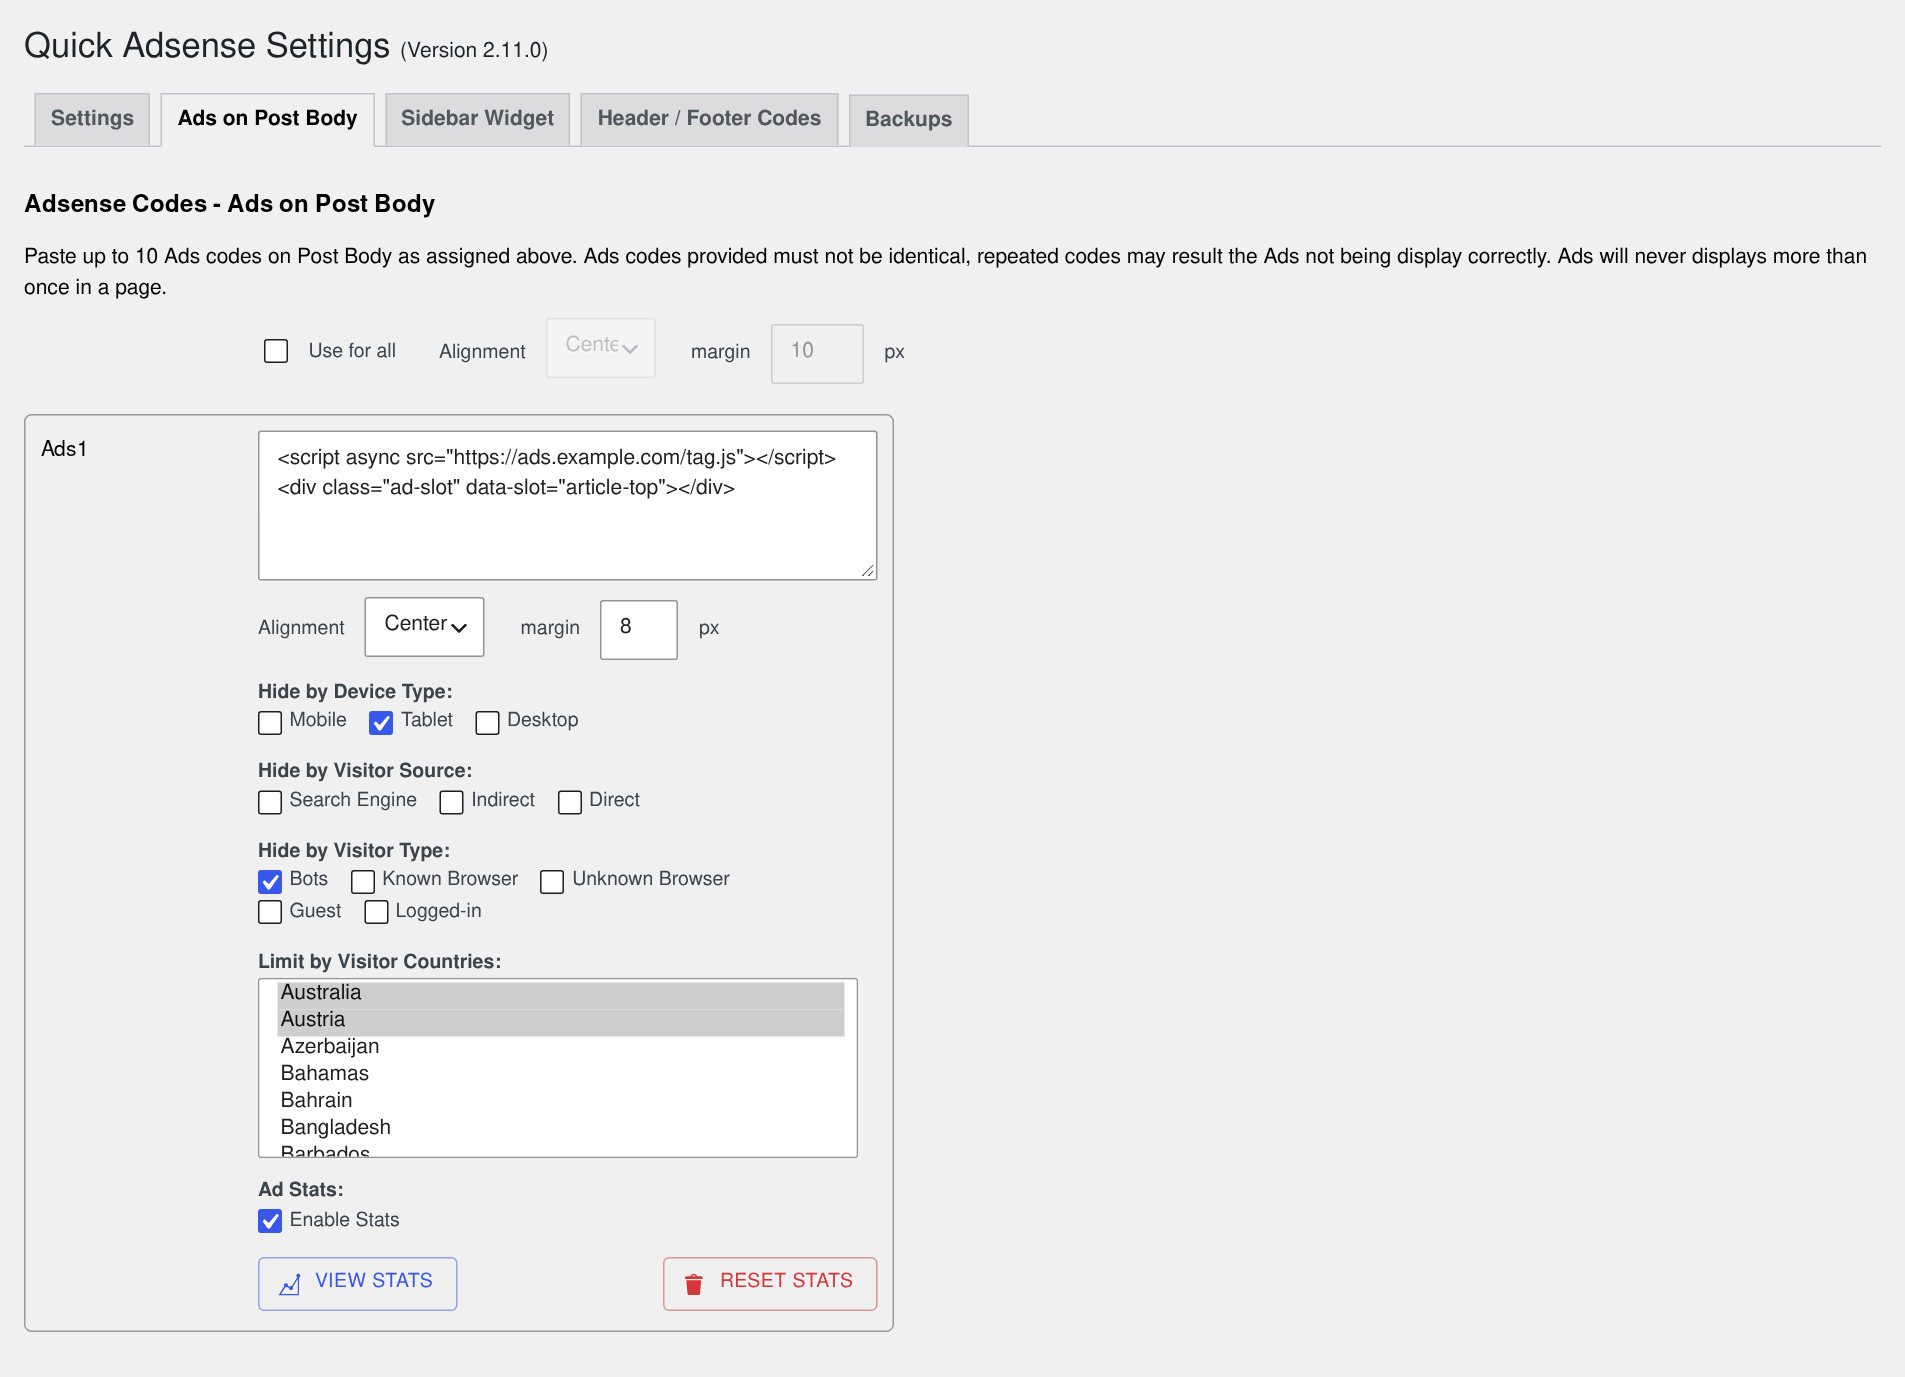 Quick Adsense Settings (Version 2.11.0)
Settings Ads on Post Body Sidebar Widget Header / Footer Codes Backups
Adsense Codes - Ads on Post Body
Paste up to 10 Ads codes on Post Body as assigned above. Ads codes provided must not be identical, repeated codes may result the Ads not being display correctly. Ads will never displays more than
once in a page.
Use for all Alignment Cente margin 10 px
Ads1
<script async src="https://ads.example.com/tag.js"></script>
<div class="ad-slot" data-slot="article-top"></div>
Alignment Center margin 8 px
Hide by Device Type:
Mobile Tablet Desktop
Hide by Visitor Source:
Search Engine Indirect Direct
Hide by Visitor Type:
Bots Known Browser Unknown Browser
Guest Logged-in
Limit by Visitor Countries:
Australia
Austria
Azerbaijan
Bahamas
Bahrain
Bangladesh
Barbados
Ad Stats:
Enable Stats
VIEW STATS RESET STATS